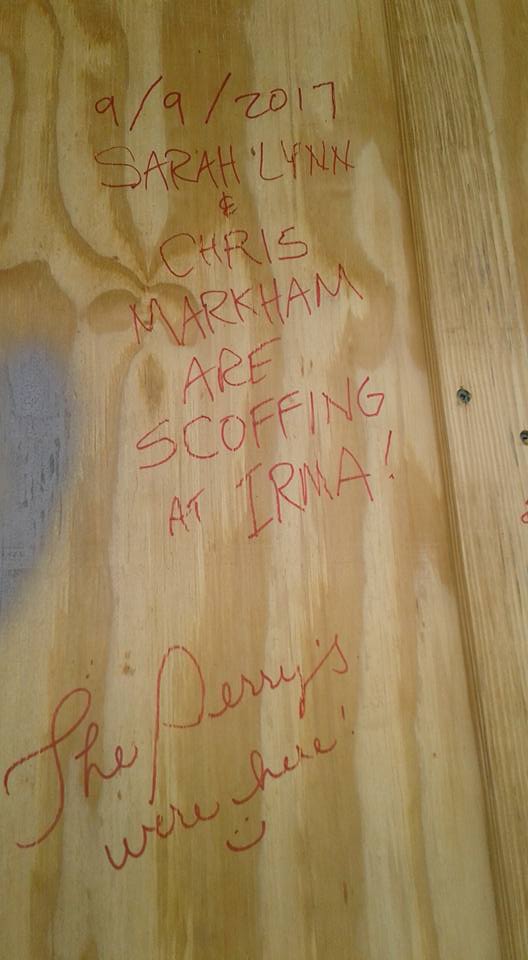 9/9/2017
SARAH LYNN
&
CHRIS
MARKHAM
ARE
SCOFFING
AT IRMA!
The Perry's
were here!